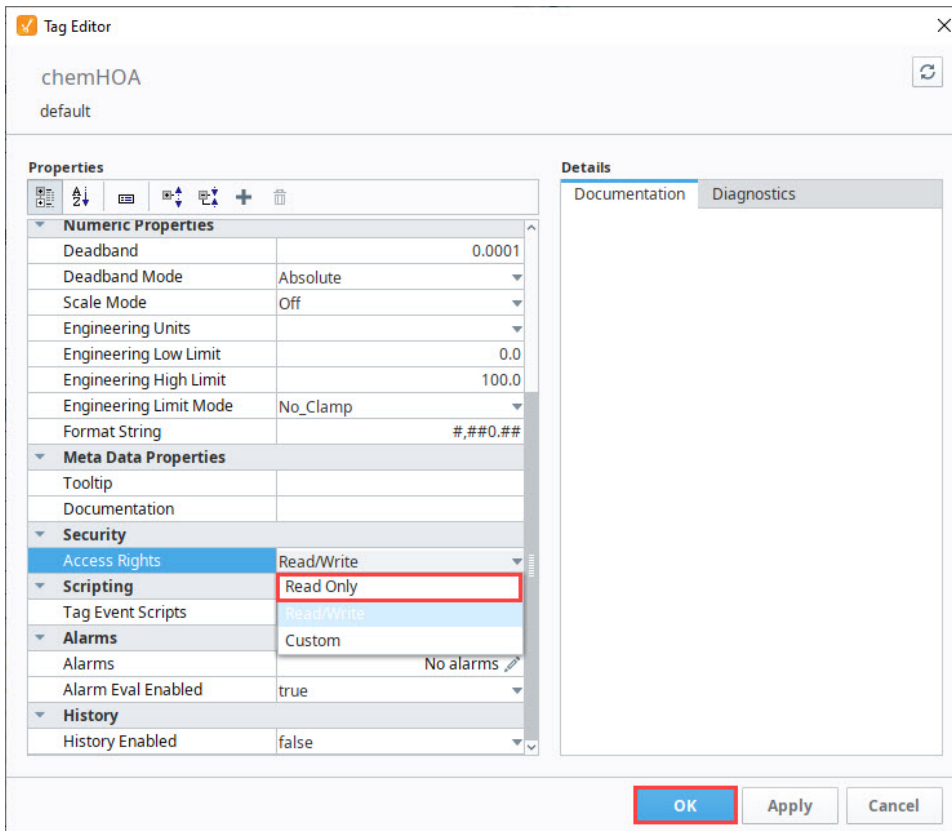 Tag Editor
chemHOA
default
Properties
Numeric Properties
Deadband 0.0001
Deadband Mode Absolute
Scale Mode Off
Engineering Units
Engineering Low Limit 0.0
Engineering High Limit 100.0
Engineering Limit Mode No_Clamp
Format String #,##0.##
Meta Data Properties
Tooltip
Documentation
Security
Access Rights Read/Write
Scripting Read Only
Tag Event Scripts Read/Write
Alarms Custom
Alarms No alarms
Alarm Eval Enabled true
History
History Enabled false
Details
Documentation Diagnostics
OK Apply Cancel